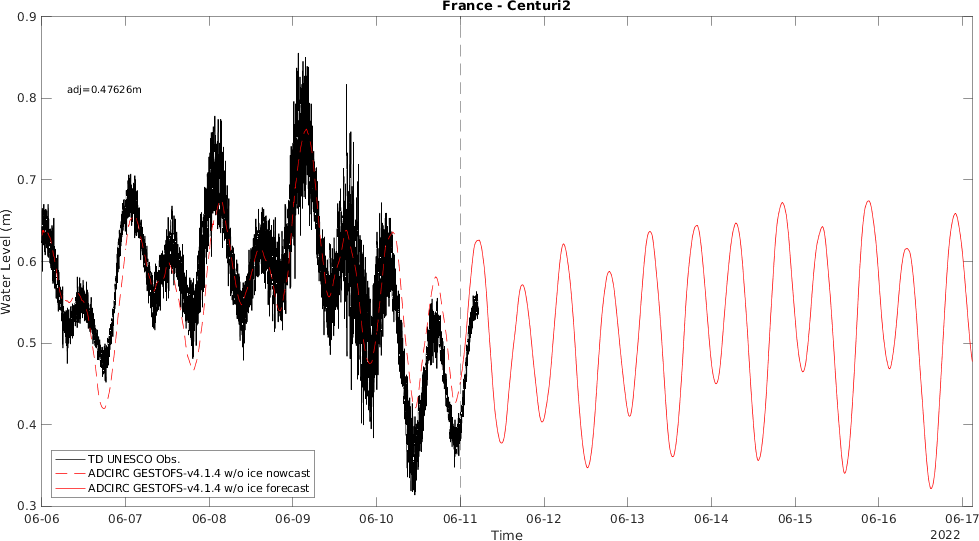 France - Centuri2
0.9
0.8
0.7
0.6
0.5
0.4
0.3
Water Level (m)
adj=0.47626m
TD UNESCO Obs.
ADCIRC GESTOFS-v4.1.4 w/o ice nowcast
ADCIRC GESTOFS-v4.1.4 w/o ice forecast
06-06 06-07 06-08 06-09 06-10 06-11 06-12 06-13 06-14 06-15 06-16 06-17
Time
2022